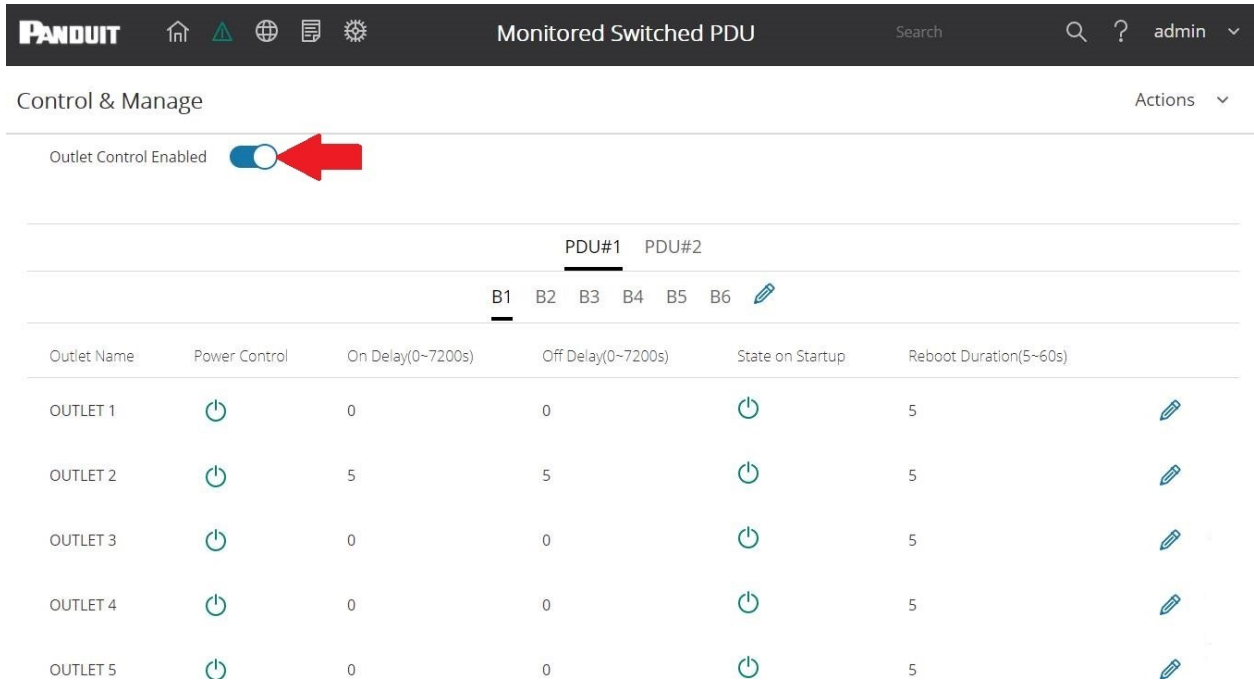 PANDUIT Monitored Switched PDU Search ? admin
Control & Manage Actions
Outlet Control Enabled
PDU#1 PDU#2
B1 B2 B3 B4 B5 B6
Outlet Name Power Control On Delay(0~7200s) Off Delay(0~7200s) State on Startup Reboot Duration(5~60s)
OUTLET 1 0 0 5
OUTLET 2 5 5 5
OUTLET 3 0 0 5
OUTLET 4 0 0 5
OUTLET 5 0 0 5